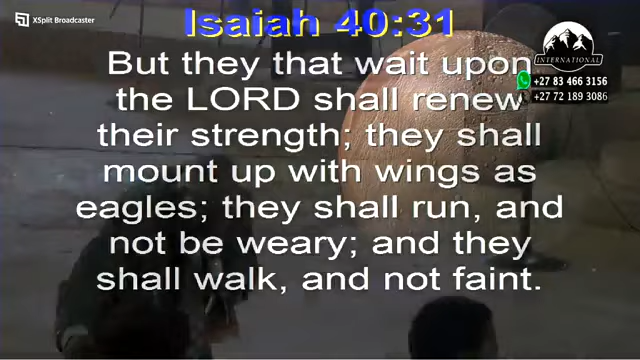 XSplit Broadcaster
Isaiah 40:31
But they that wait upon
the LORD shall renew
their strength; they shall
mount up with wings as
eagles; they shall run, and
not be weary; and they
shall walk, and not faint.
INTERNATIONAL
+27 83 466 3156
+27 72 189 3086